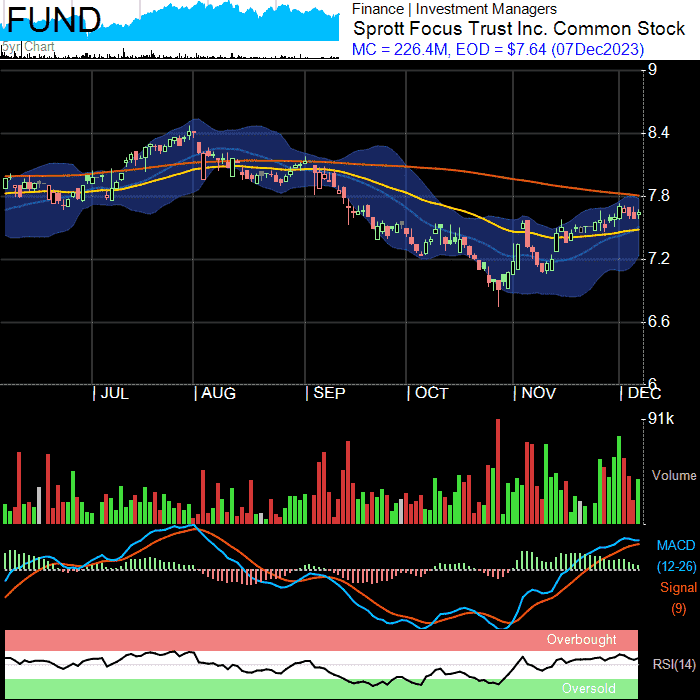 FUND
5yr Chart
Finance | Investment Managers
Sprott Focus Trust Inc. Common Stock
MC = 226.4M, EOD = $7.64 (07Dec2023)
9
8.4
7.8
7.2
6.6
6
| JUL | AUG | SEP | OCT | NOV | DEC
91k
Volume
MACD
(12-26)
Signal
(9)
Overbought
RSI(14)
Oversold